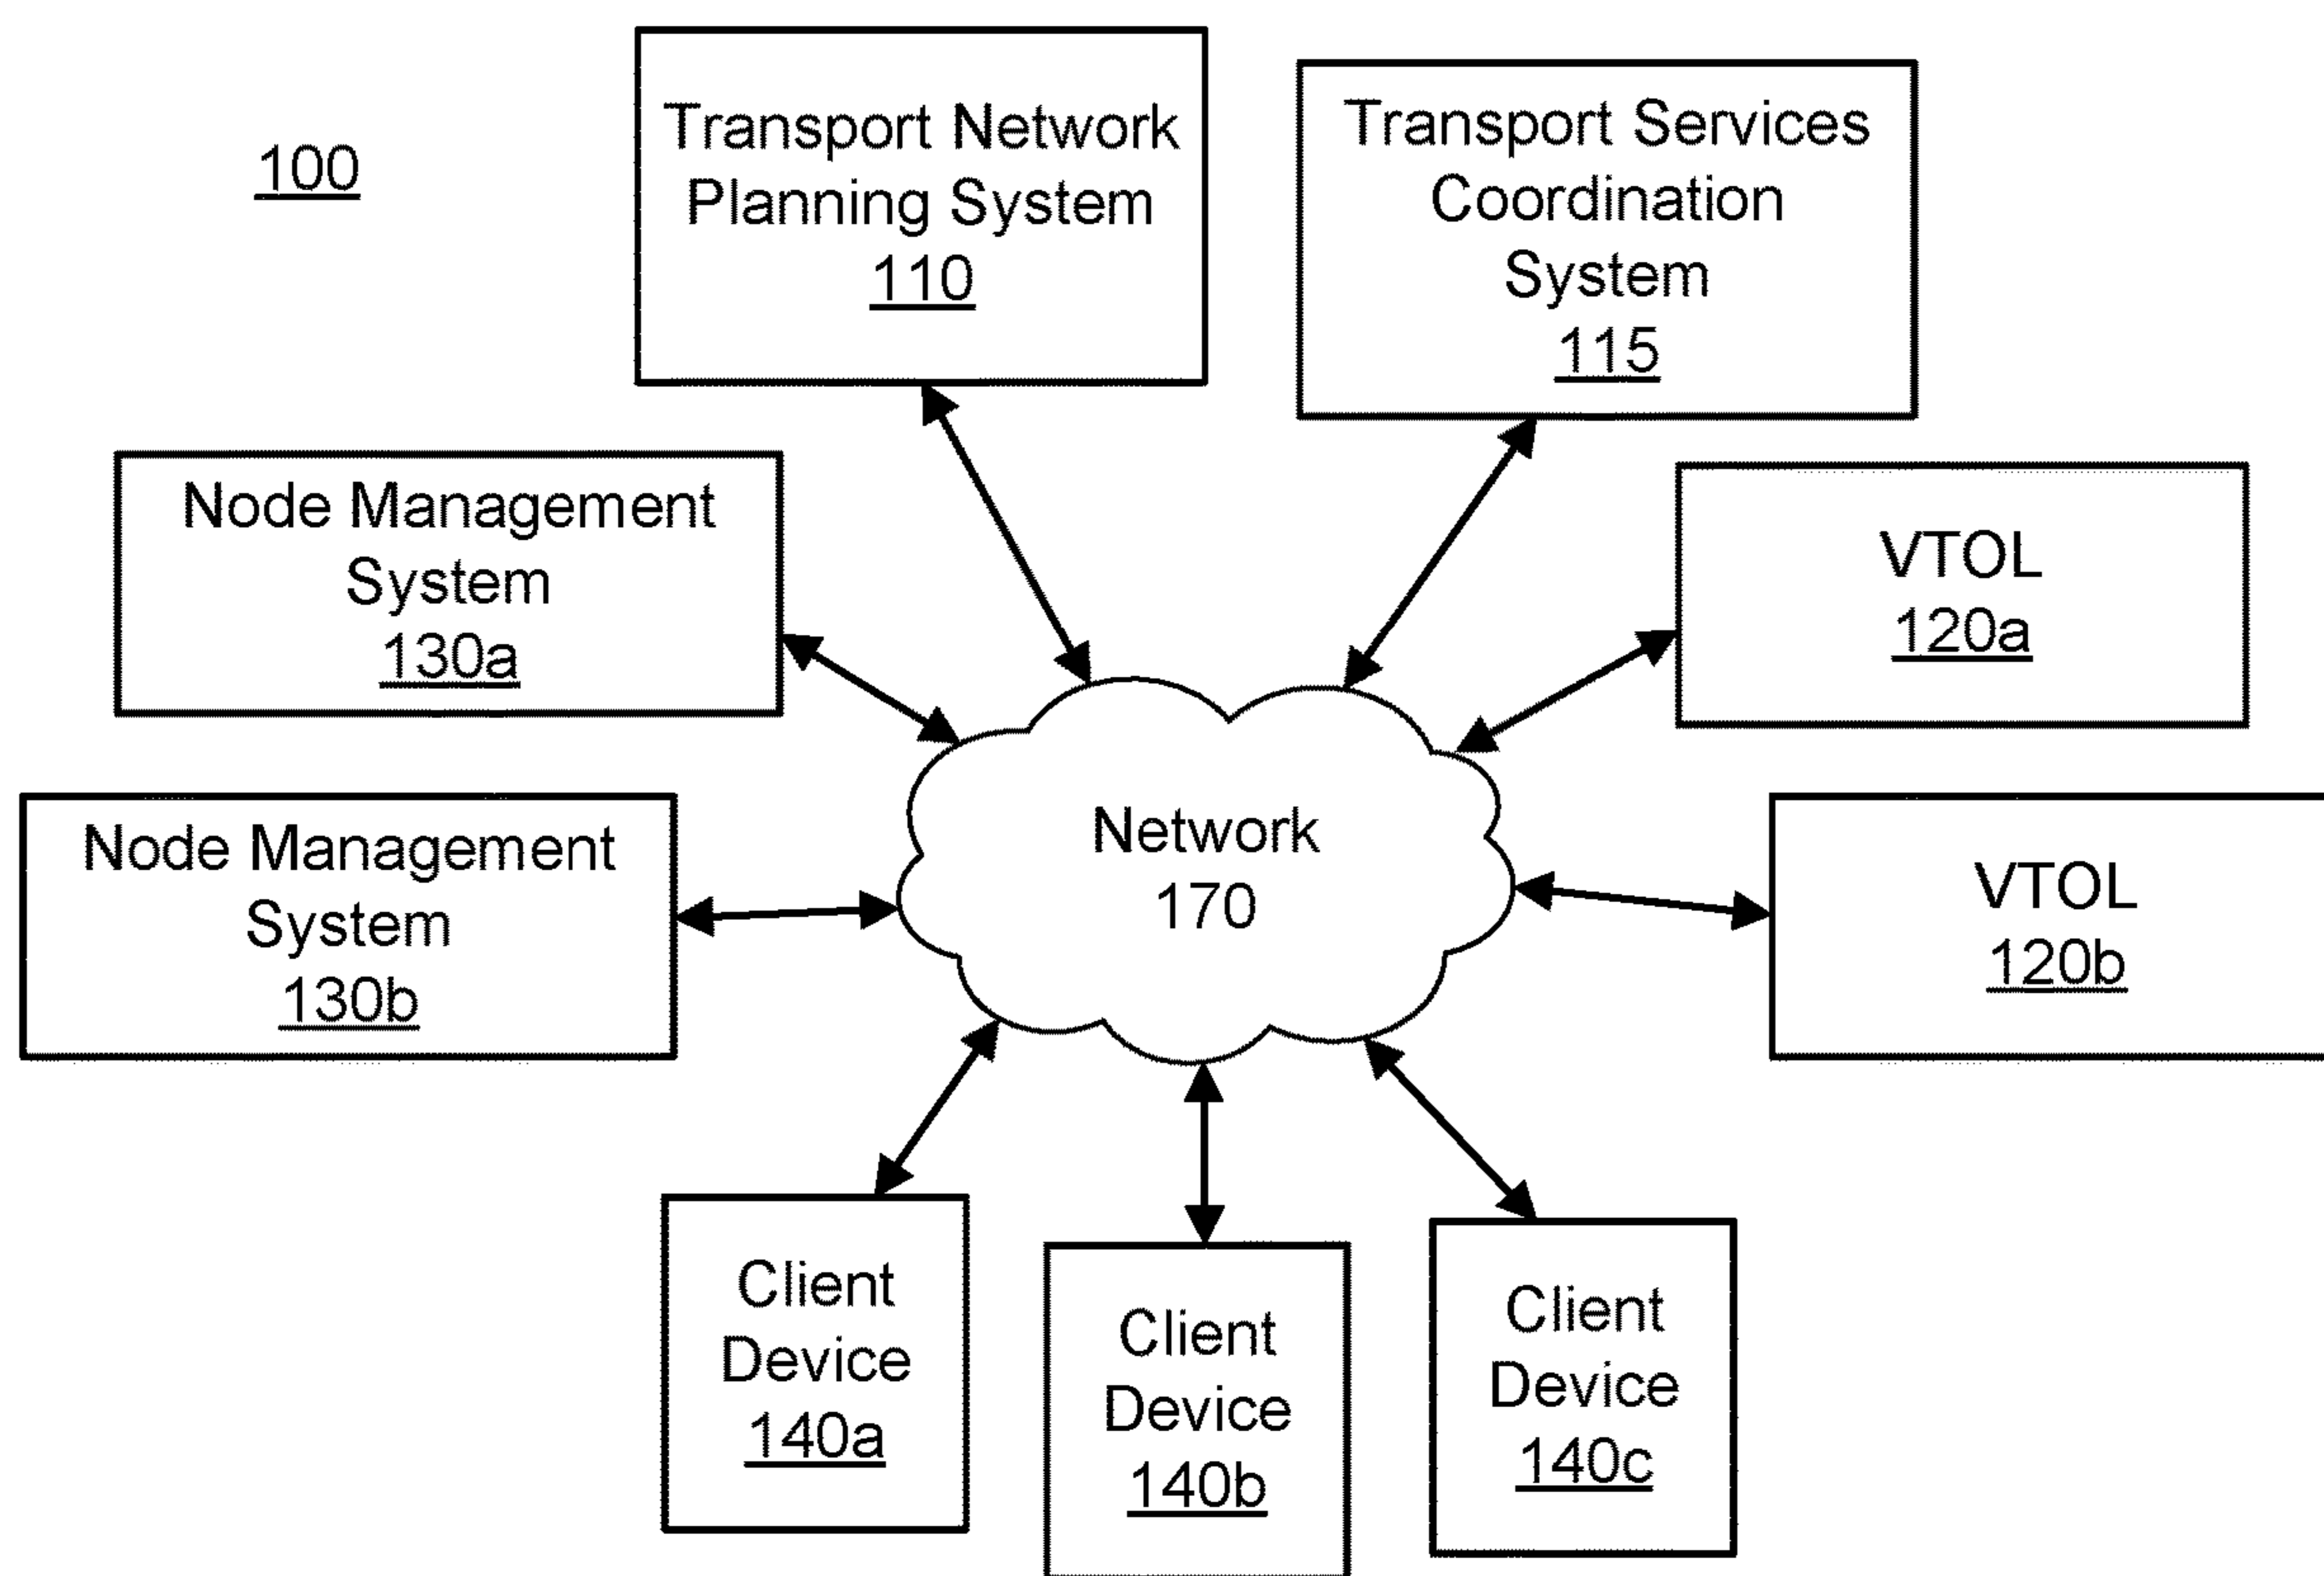 100
Transport Network
Planning System
110
Transport Services
Coordination
System
115
Node Management
System
130a
VTOL
120a
Node Management
System
130b
Network
170
VTOL
120b
Client
Device
140a
Client
Device
140b
Client
Device
140c